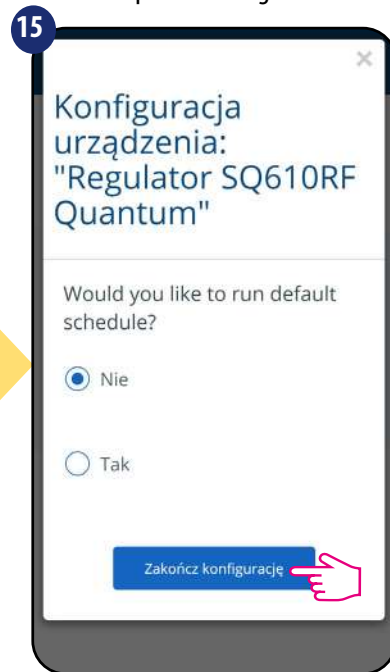 15
×
Konfiguracja
urządzenia:
"Regulator SQ610RF
Quantum"
Would you like to run default
schedule?
Nie
Tak
Zakończ konfigurację